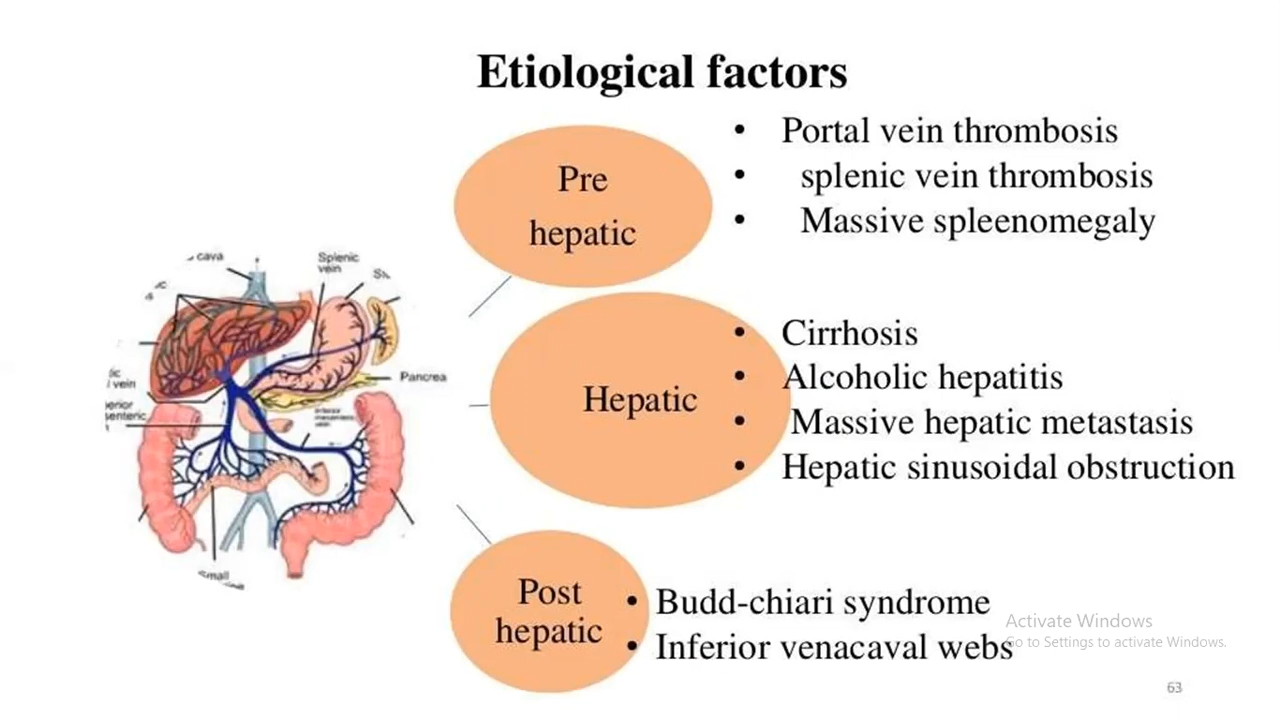 Etiological factors
Pre
hepatic
• Portal vein thrombosis
• splenic vein thrombosis
• Massive spleenomegaly
cava
Splenic
vein
Pancrea
vein
Hepatic
• Cirrhosis
• Alcoholic hepatitis
• Massive hepatic metastasis
• Hepatic sinusoidal obstruction
Post
hepatic
• Budd-chiari syndrome
• Inferior venacaval webs
Activate Windows
Go to Settings to activate Windows.
63